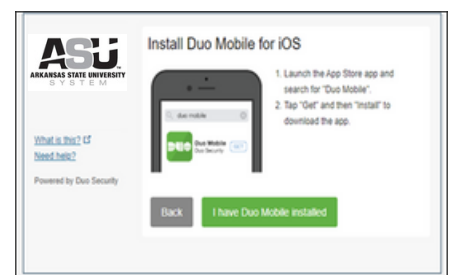 ASU
ARKANSAS STATE UNIVERSITY
SYSTEM
What is this?
Need help?
Powered by Duo Security
Install Duo Mobile for iOS
1. Launch the App Store app and
search for "Duo Mobile".
2. Tap "Get" and then "Install" to
download the app.
duo mobile
DUO
Duo Mobile
Duo Security
GET
Back
I have Duo Mobile installed